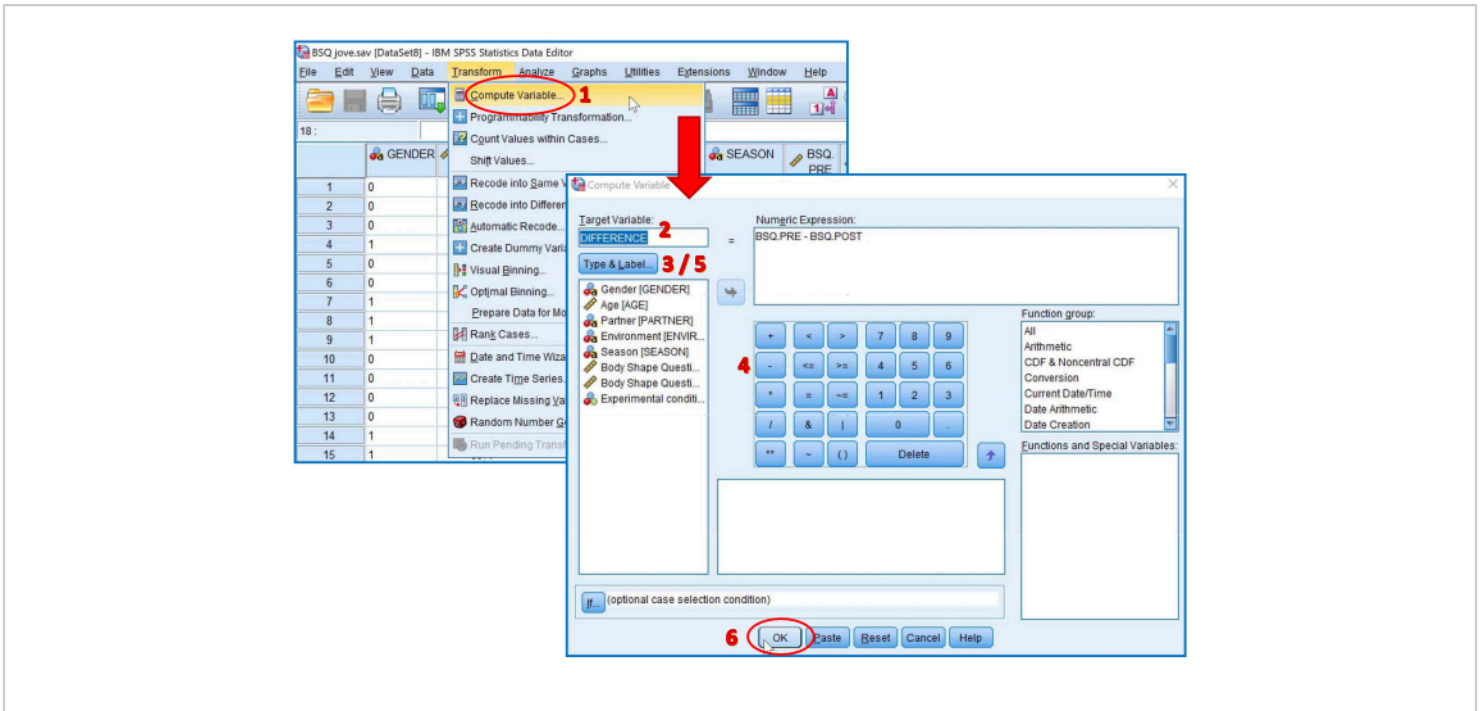 BSQ jove.sav [DataSet8] - IBM SPSS Statistics Data Editor
File Edit View Data Transform Analyze Graphs Utilities Extensions Window Help
Compute Variable... 1
Programmability Transformation...
18 :
Count Values within Cases...
GENDER
Shift Values...
SEASON
BSQ.
PRE
1 0
Recode into Same V
2 0
Recode into Differen
3 0
Automatic Recode...
4 1
Create Dummy Varia
5 0
Visual Binning...
6 0
Optimal Binning...
7 1
Prepare Data for Mo
8 1
Rank Cases...
9 1
10 0
Date and Time Wiza
11 0
Create Time Series.
12 0
Replace Missing Va
13 0
Random Number Ge
14 1
Run Pending Transf
15 1
Compute Variable
Target Variable:
DIFFERENCE 2
=
Numeric Expression:
BSQ.PRE - BSQ.POST
Type & Label... 3 / 5
Gender [GENDER]
Age [AGE]
Partner [PARTNER]
Environment [ENVIR...
Season [SEASON]
Body Shape Questi...
Body Shape Questi...
Experimental conditi...
4
+ < > 7 8 9
- <= >= 4 5 6
* = ~= 1 2 3
/ & | 0 .
** ~ ( ) Delete
Function group:
All
Arithmetic
CDF & Noncentral CDF
Conversion
Current Date/Time
Date Arithmetic
Date Creation
Functions and Special Variables:
If... (optional case selection condition)
6 OK Paste Reset Cancel Help